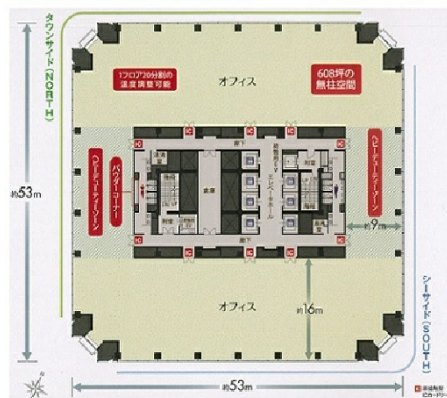 タウンサイド(NORTH)
約53m
1フロア20分割の
温度調整可能
オフィス
608坪の
無柱空間
ヘビーデューティーゾーン
パウダーコーナー
廊下
倉庫
エレベーターホール
ヘビーデューティーゾーン
約9m
廊下
オフィス
約16m
シーサイド(SOUTH)
約53m